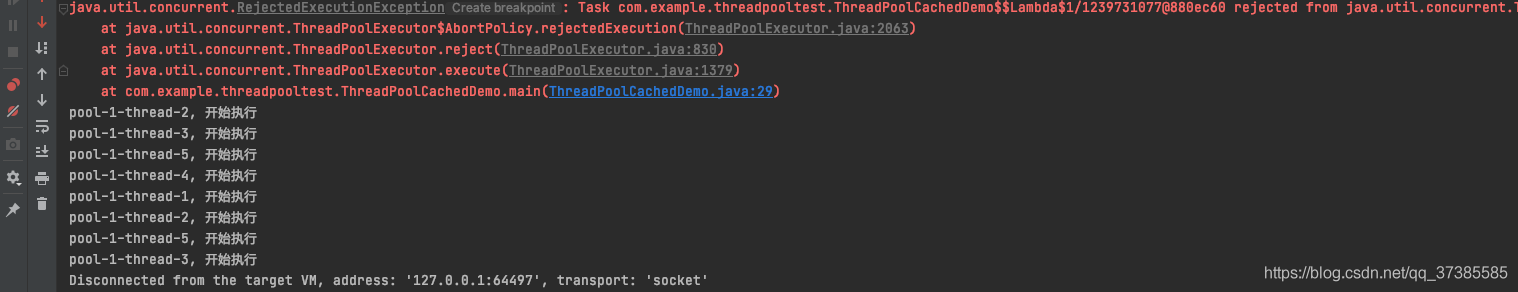 java.util.concurrent.RejectedExecutionException Create breakpoint : Task com.example.threadpooltest.ThreadPoolCachedDemo$$Lambda$1/1239731077@880ec60 rejected from java.util.concurrent.
at java.util.concurrent.ThreadPoolExecutor$AbortPolicy.rejectedExecution(ThreadPoolExecutor.java:2063)
at java.util.concurrent.ThreadPoolExecutor.reject(ThreadPoolExecutor.java:830)
at java.util.concurrent.ThreadPoolExecutor.execute(ThreadPoolExecutor.java:1379)
at com.example.threadpooltest.ThreadPoolCachedDemo.main(ThreadPoolCachedDemo.java:29)
pool-1-thread-2, 开始执行
pool-1-thread-3, 开始执行
pool-1-thread-5, 开始执行
pool-1-thread-4, 开始执行
pool-1-thread-1, 开始执行
pool-1-thread-2, 开始执行
pool-1-thread-5, 开始执行
pool-1-thread-3, 开始执行
Disconnected from the target VM, address: '127.0.0.1:64497', transport: 'socket'
https://blog.csdn.net/qq_37385585